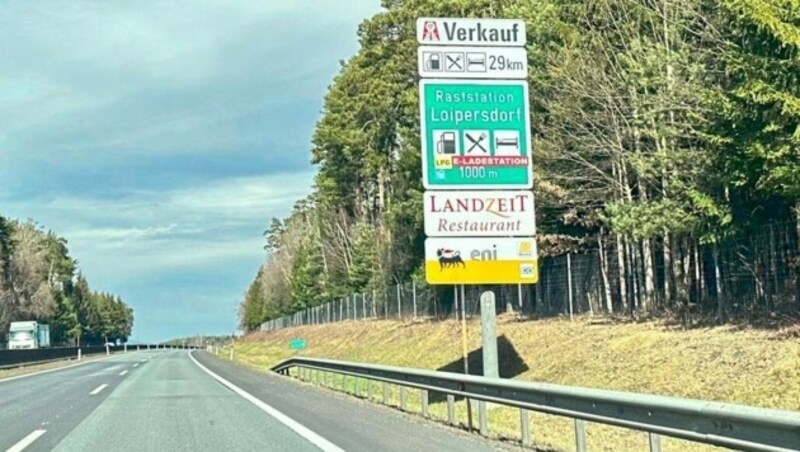 Verkauf
29km
Raststation
Loipersdorf
LPG E-LADESTATION
1000 m
LANDZEIT
Restaurant
eni